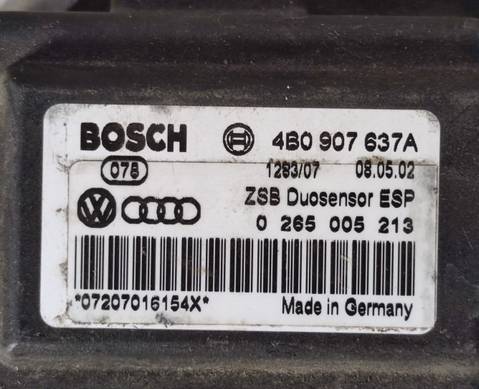 BOSCH 4B0 907 637A
078 1283/07 08.05.02
ZSB Duosensor ESP
0 265 005 213
*07207016154X* Made in Germany